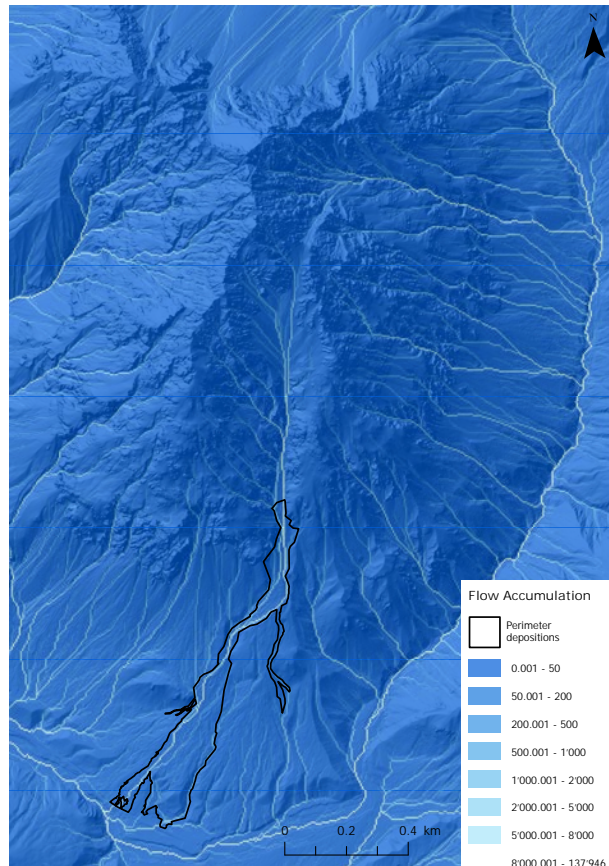 N
Flow Accumulation
Perimeter
depositions
0.001 - 50
50.001 - 200
200.001 - 500
500.001 - 1'000
1'000.001 - 2'000
2'000.001 - 5'000
5'000.001 - 8'000
8'000.001 - 137'946
0 0.2 0.4 km